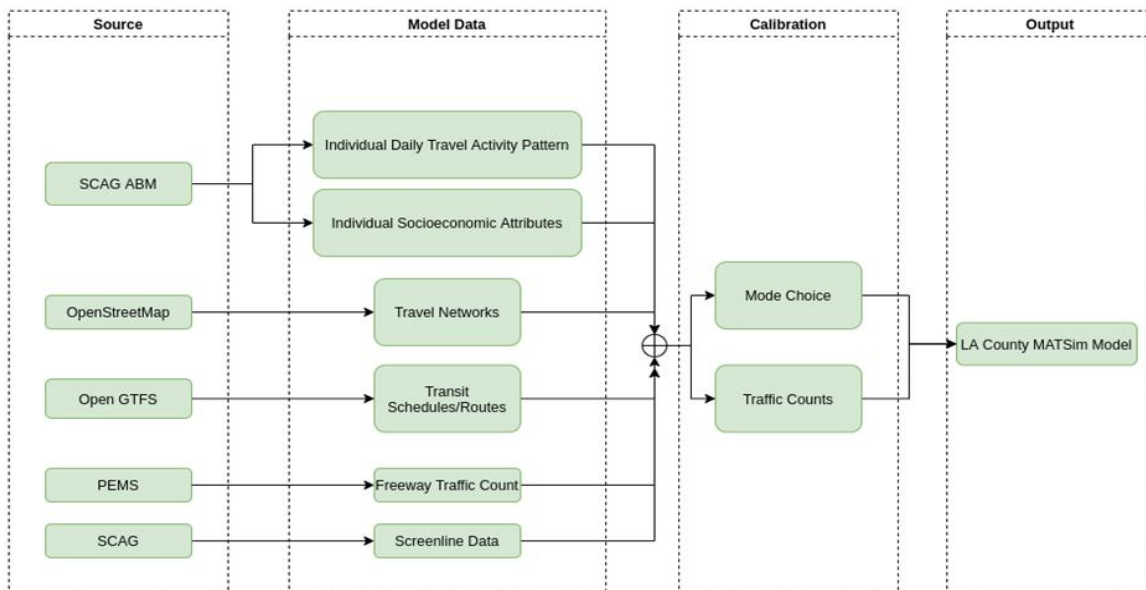 Source
Model Data
Calibration
Output
SCAG ABM
Individual Daily Travel Activity Pattern
Individual Socioeconomic Attributes
OpenStreetMap
Travel Networks
Mode Choice
LA County MATSim Model
Open GTFS
Transit
Schedules/Routes
Traffic Counts
PEMS
Freeway Traffic Count
SCAG
Screenline Data